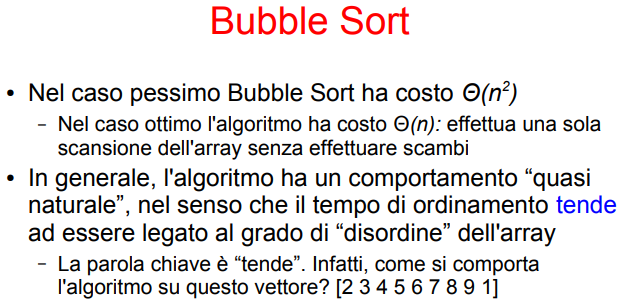 Bubble Sort
● Nel caso pessimo Bubble Sort ha costo Θ(n²)
– Nel caso ottimo l'algoritmo ha costo Θ(n): effettua una sola
scansione dell'array senza effettuare scambi
● In generale, l'algoritmo ha un comportamento “quasi
naturale”, nel senso che il tempo di ordinamento tende
ad essere legato al grado di “disordine” dell'array
– La parola chiave è “tende”. Infatti, come si comporta
l'algoritmo su questo vettore? [2 3 4 5 6 7 8 9 1]